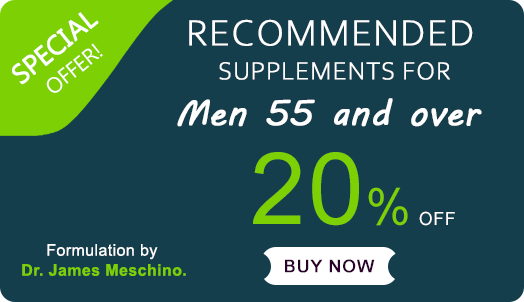 SPECIAL
OFFER!
RECOMMENDED
SUPPLEMENTS FOR
Men 55 and over
20% OFF
Formulation by
Dr. James Meschino.
BUY NOW